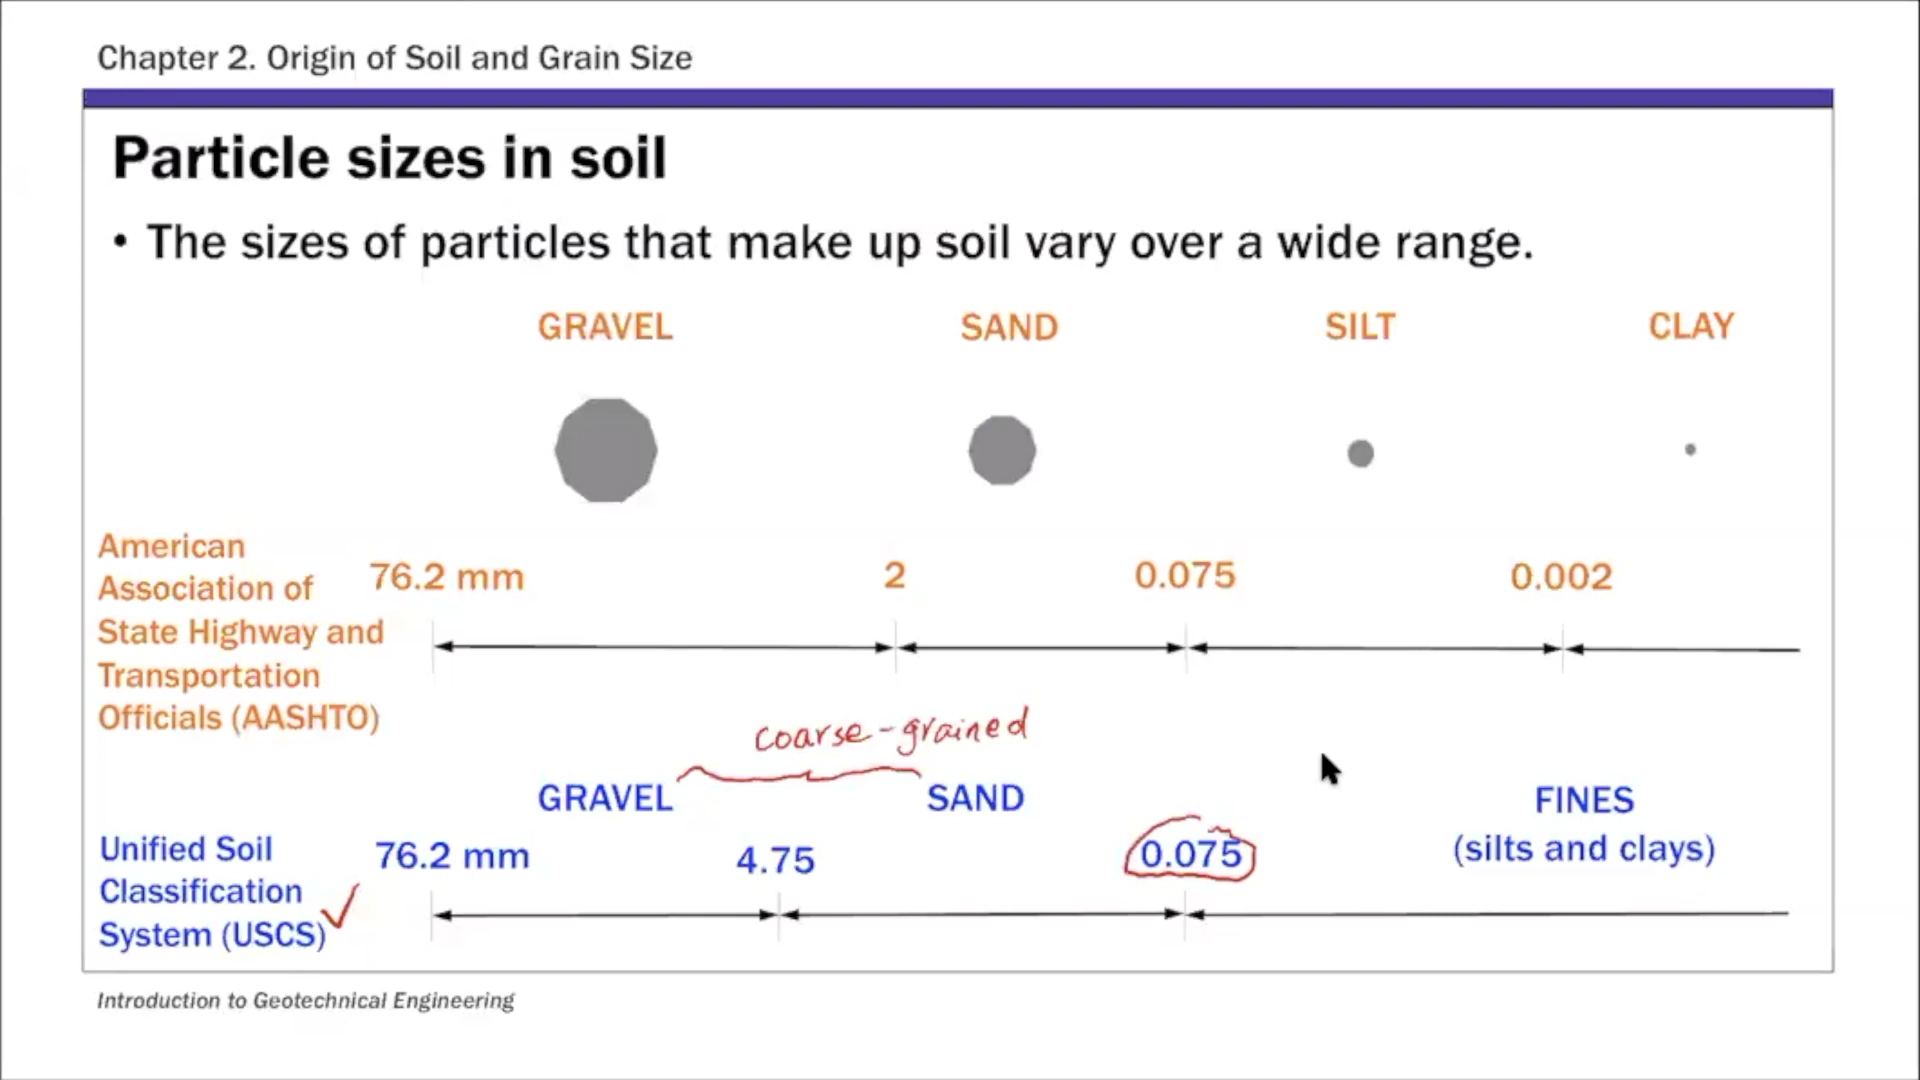 Chapter 2. Origin of Soil and Grain Size
Particle sizes in soil
• The sizes of particles that make up soil vary over a wide range.
GRAVEL SAND SILT CLAY
American
Association of
State Highway and
Transportation
Officials (AASHTO)
76.2 mm 2 0.075 0.002
coarse-grained
GRAVEL SAND FINES
(silts and clays)
Unified Soil
Classification
System (USCS)
76.2 mm 4.75 0.075
Introduction to Geotechnical Engineering